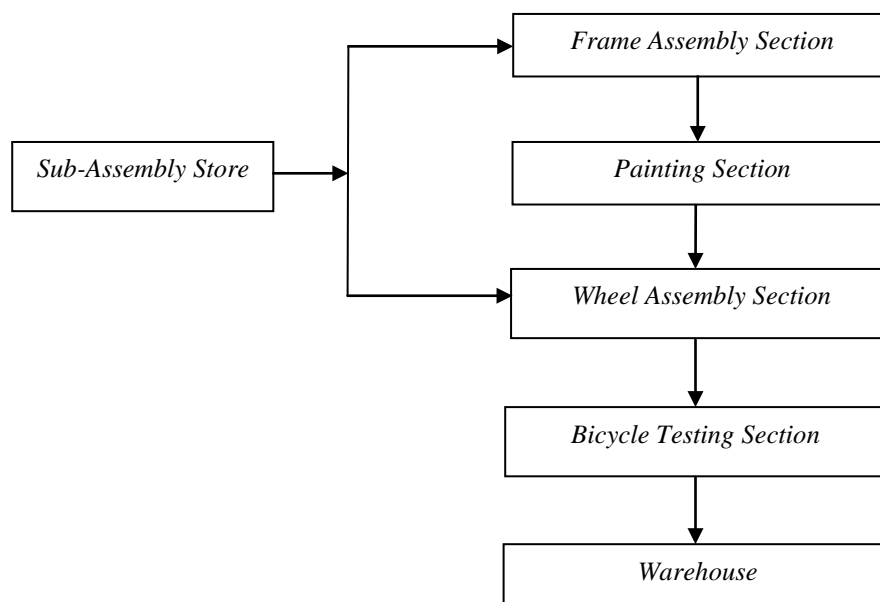 Frame Assembly Section
Sub-Assembly Store
Painting Section
Wheel Assembly Section
Bicycle Testing Section
Warehouse